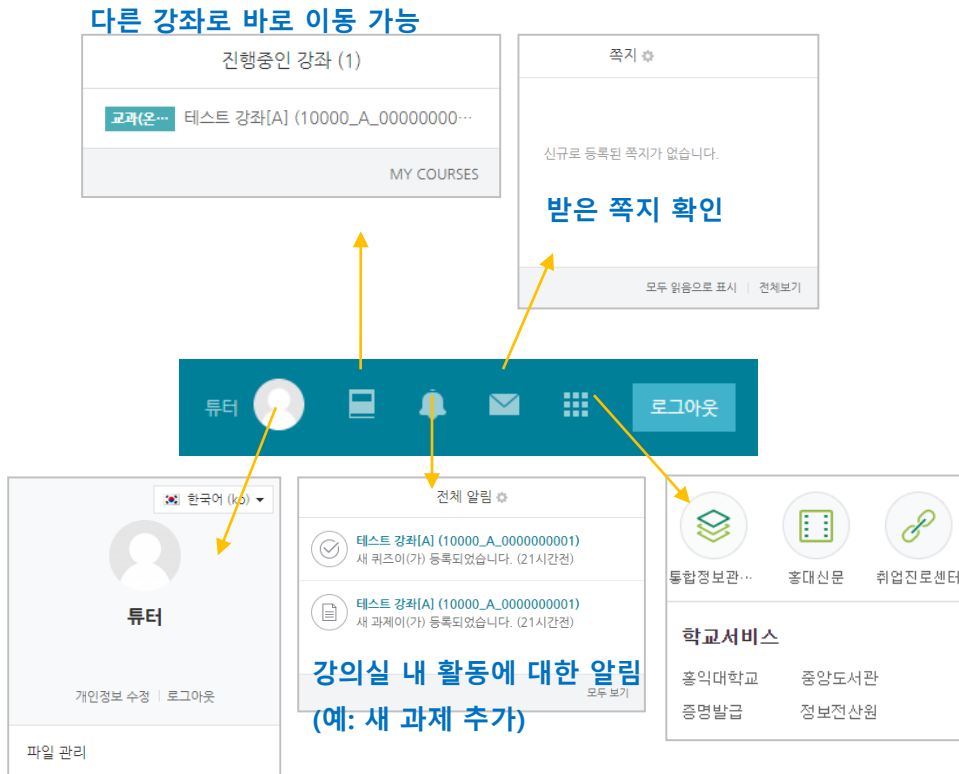 다른 강좌로 바로 이동 가능
진행중인 강좌 (1)
교과(온… 테스트 강좌[A] (10000_A_00000000…
MY COURSES
쪽지
신규로 등록된 쪽지가 없습니다.
받은 쪽지 확인
모두 읽음으로 표시 | 전체보기
튜터
로그아웃
한국어 (ko)
튜터
개인정보 수정 | 로그아웃
파일 관리
전체 알림
테스트 강좌[A] (10000_A_0000000001)
새 퀴즈이(가) 등록되었습니다. (21시간전)
테스트 강좌[A] (10000_A_0000000001)
새 과제이(가) 등록되었습니다. (21시간전)
강의실 내 활동에 대한 알림
모두 보기
(예: 새 과제 추가)
통합정보관… 홍대신문 취업진로센터
학교서비스
홍익대학교 중앙도서관
증명발급 정보전산원